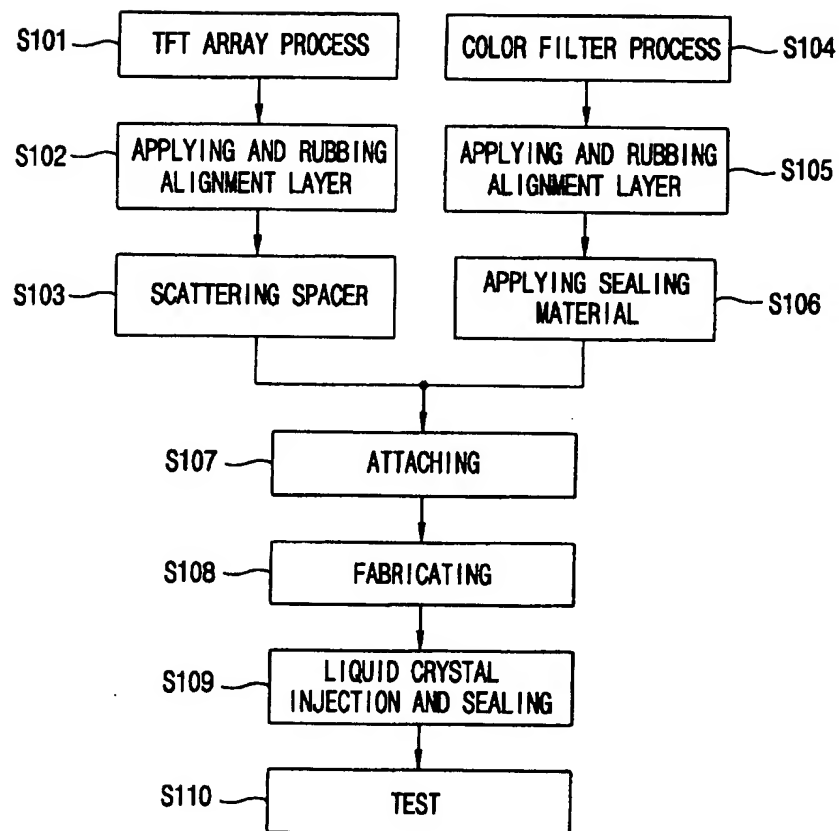 S101
TFT ARRAY PROCESS
COLOR FILTER PROCESS
S104
S102
APPLYING AND RUBBING
ALIGNMENT LAYER
APPLYING AND RUBBING
ALIGNMENT LAYER
S105
S103
SCATTERING SPACER
APPLYING SEALING
MATERIAL
S106
S107
ATTACHING
S108
FABRICATING
S109
LIQUID CRYSTAL
INJECTION AND SEALING
S110
TEST